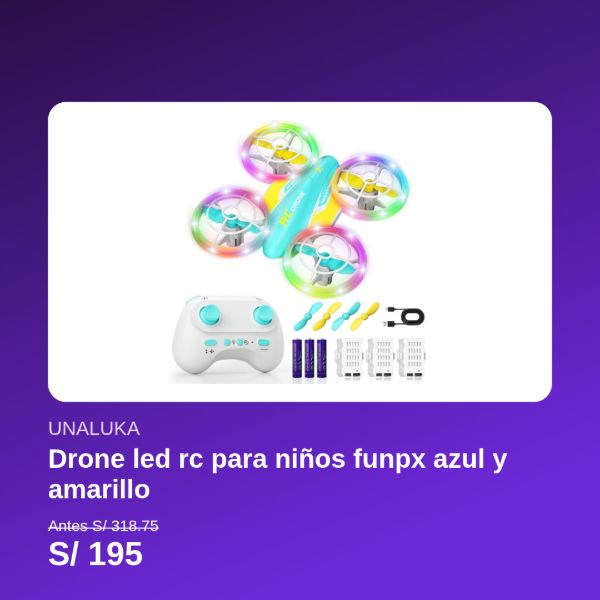 UNALUKA
Drone led rc para niños funpx azul y
amarillo
Antes S/ 318.75
S/ 195